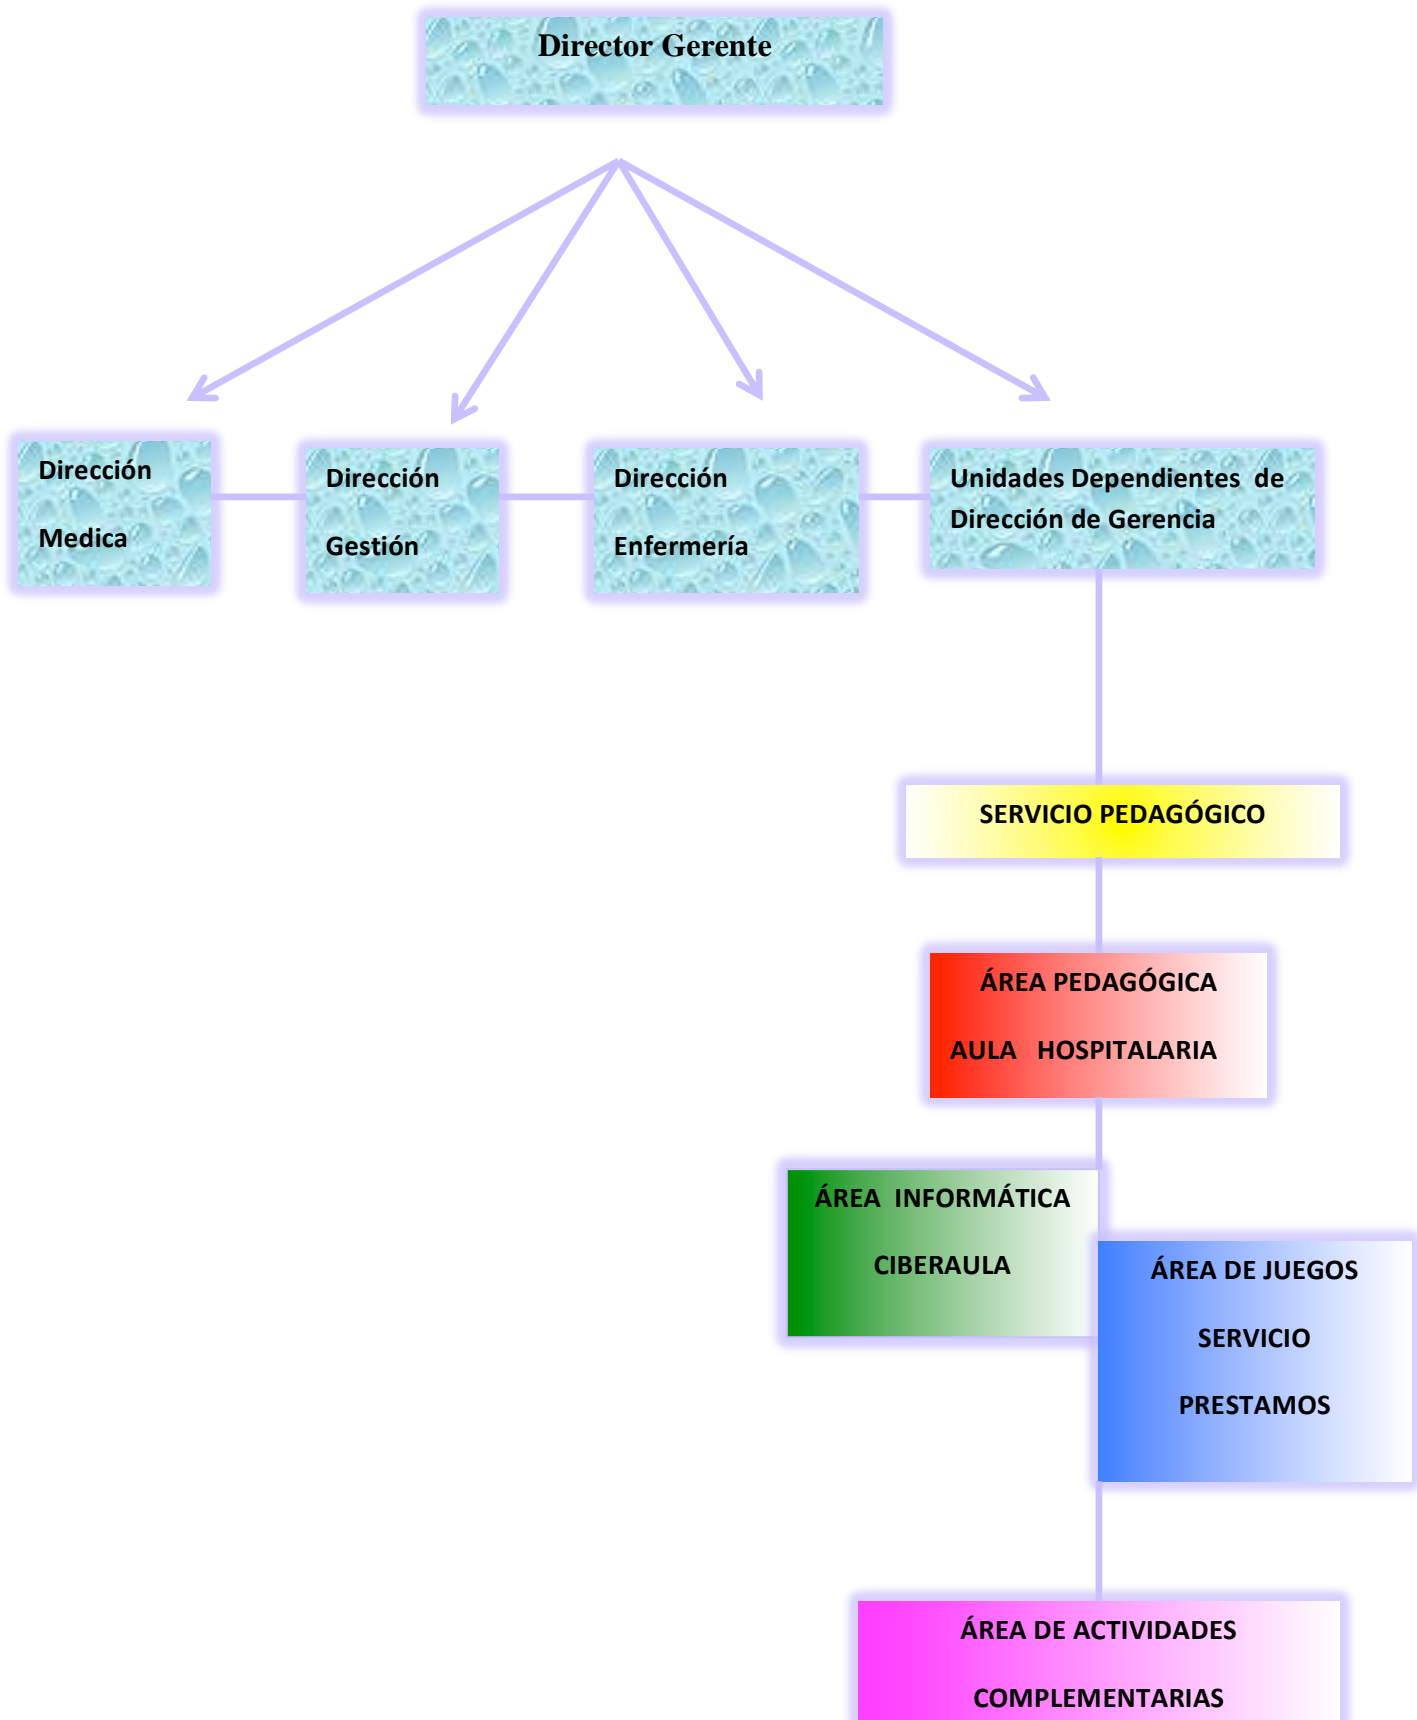 Director Gerente
Dirección
Medica
Dirección
Gestión
Dirección
Enfermería
Unidades Dependientes de
Dirección de Gerencia
SERVICIO PEDAGÓGICO
ÁREA PEDAGÓGICA
AULA HOSPITALARIA
ÁREA INFORMÁTICA
CIBERAULA
ÁREA DE JUEGOS
SERVICIO
PRESTAMOS
ÁREA DE ACTIVIDADES
COMPLEMENTARIAS